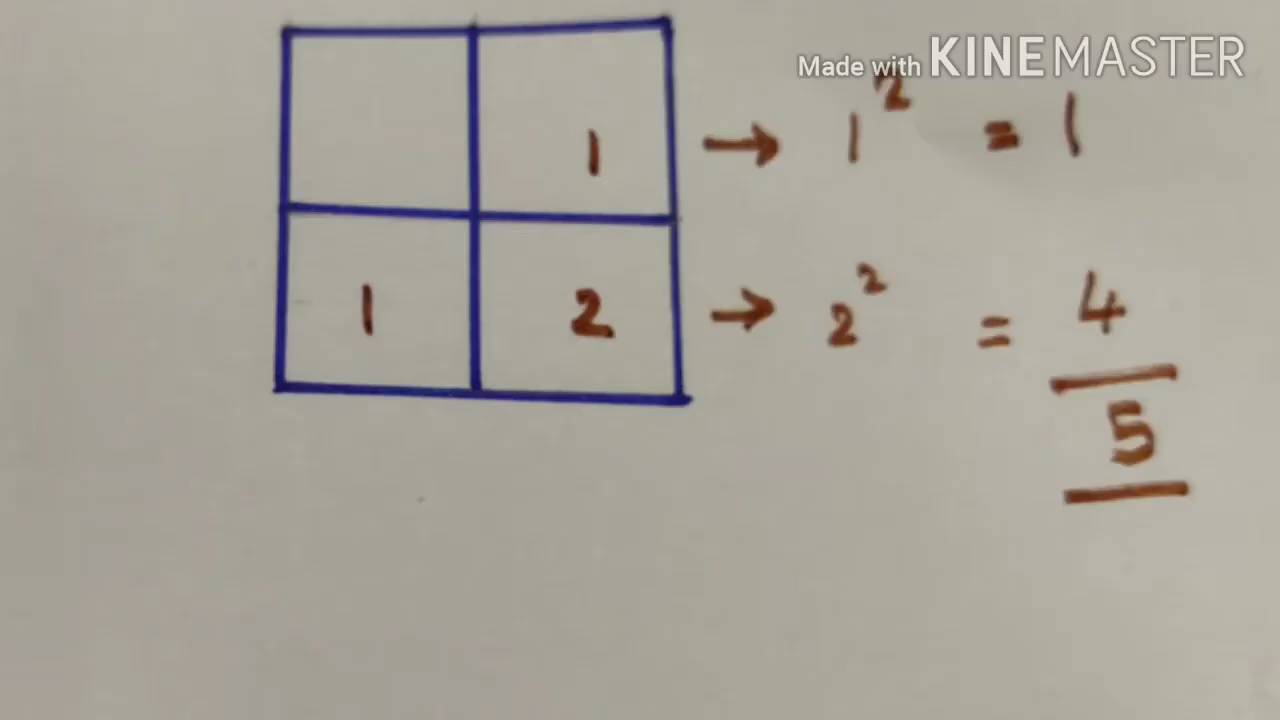 Made with KINEMASTER
1 → 1² = 1
1 2 → 2² = 4
5